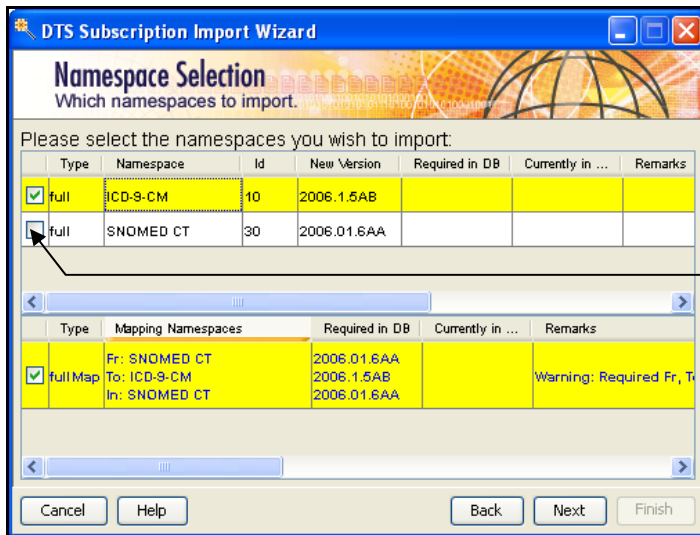 DTS Subscription Import Wizard
Namespace Selection
Which namespaces to import.
Please select the namespaces you wish to import:
Type Namespace Id New Version Required in DB Currently in ... Remarks
full ICD-9-CM 10 2006.1.5AB
full SNOMED CT 30 2006.01.6AA
Type Mapping Namespaces Required in DB Currently in ... Remarks
Fr: SNOMED CT 2006.01.6AA
full Map To: ICD-9-CM 2006.1.5AB Warning: Required Fr, T
In: SNOMED CT 2006.01.6AA
Cancel Help Back Next Finish